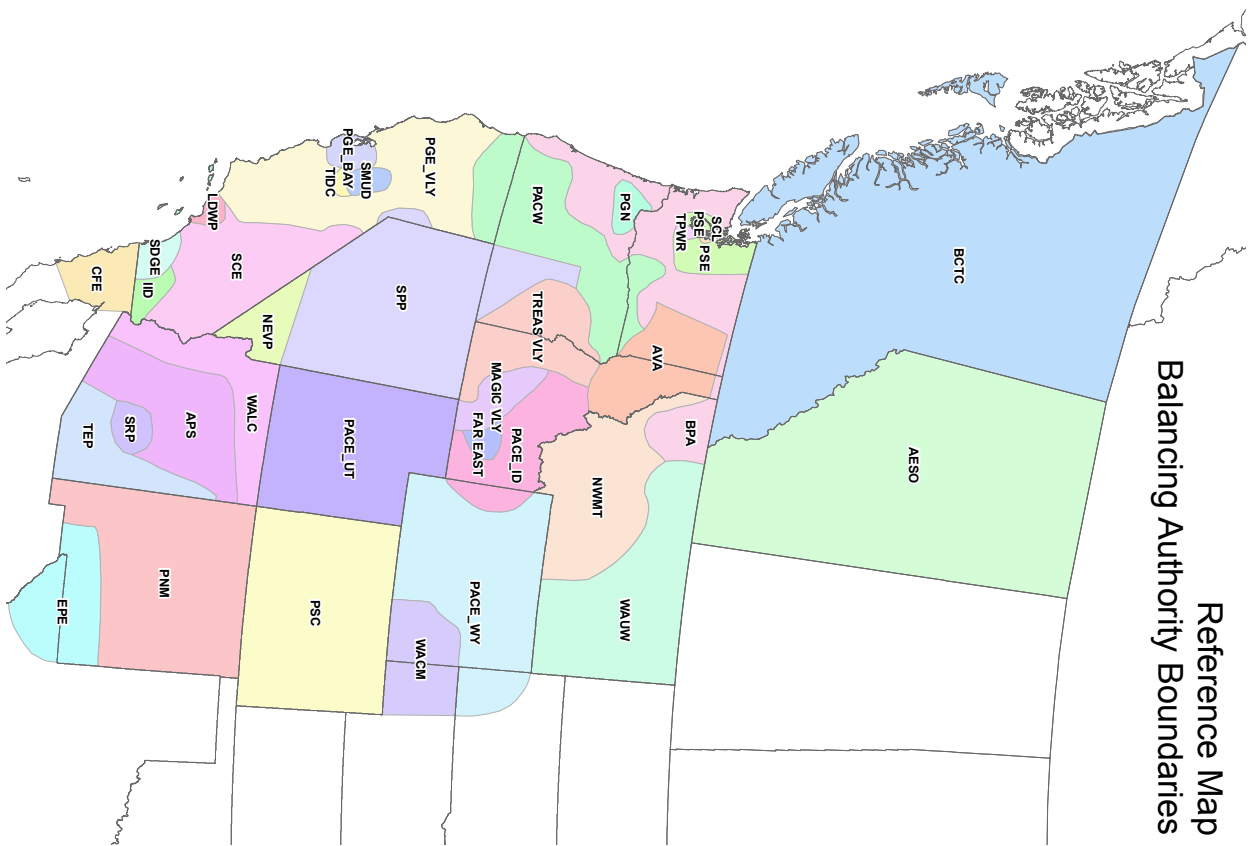 Reference Map
Balancing Authority Boundaries
BCTC
AESO
SCL
PSE
PSE
TPWR
BPA
AVA
PGN
NWMT
WAUW
PACW
TREAS VLY
PACE_ID
MAGIC VLY
FAR EAST
PACE_WY
WACM
PGE_VLY
SPP
SMUD
PGE_BAY
TIDC
PACE_UT
PSC
NEVP
SCE
WALC
LDWP
APS
PNM
SDGE
IID
SRP
CFE
TEP
EPE